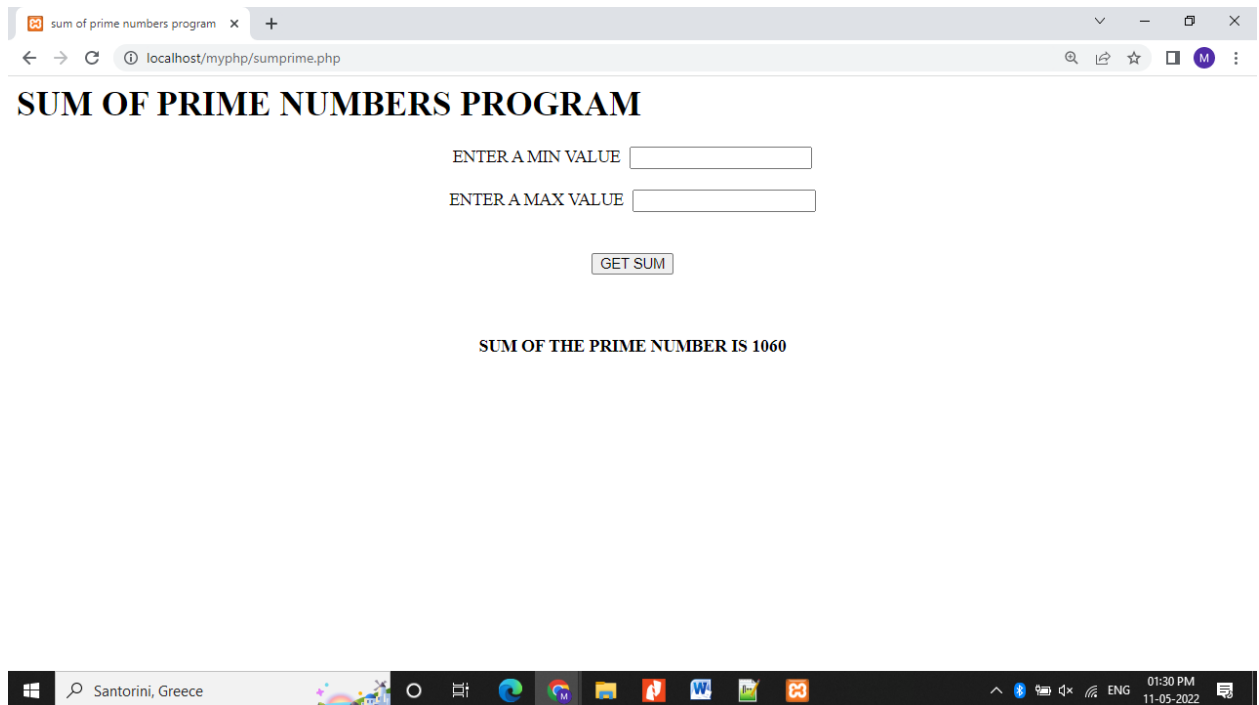 sum of prime numbers program
localhost/myphp/sumprime.php
M
SUM OF PRIME NUMBERS PROGRAM
ENTER A MIN VALUE
ENTER A MAX VALUE
GET SUM
SUM OF THE PRIME NUMBER IS 1060
Santorini, Greece
M
W
ENG
01:30 PM
11-05-2022